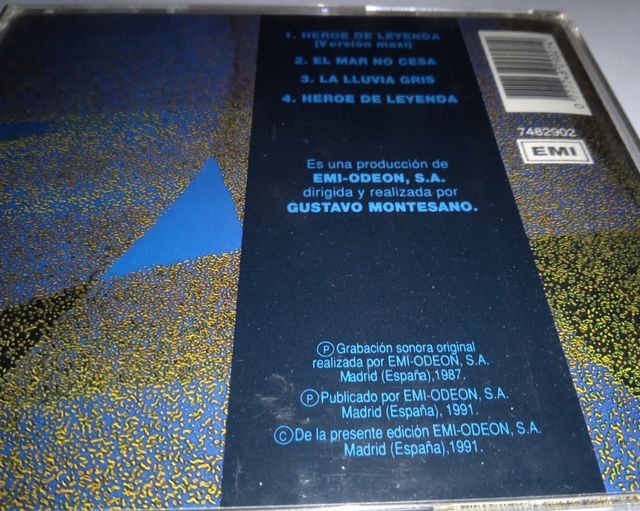 1. HEROE DE LEYENDA
(Versión maxi)
2. EL MAR NO CESA
3. LA LLUVIA GRIS
4. HEROE DE LEYENDA
7482902
EMI
Es una producción de
EMI-ODEON, S.A.
dirigida y realizada por
GUSTAVO MONTESANO.
Ⓟ Grabación sonora original
realizada por EMI-ODEON, S.A.
Madrid (España),1987.
Ⓟ Publicado por EMI-ODEON, S.A.
Madrid (España), 1991.
Ⓒ De la presente edición EMI-ODEON, S.A.
Madrid (España),1991.